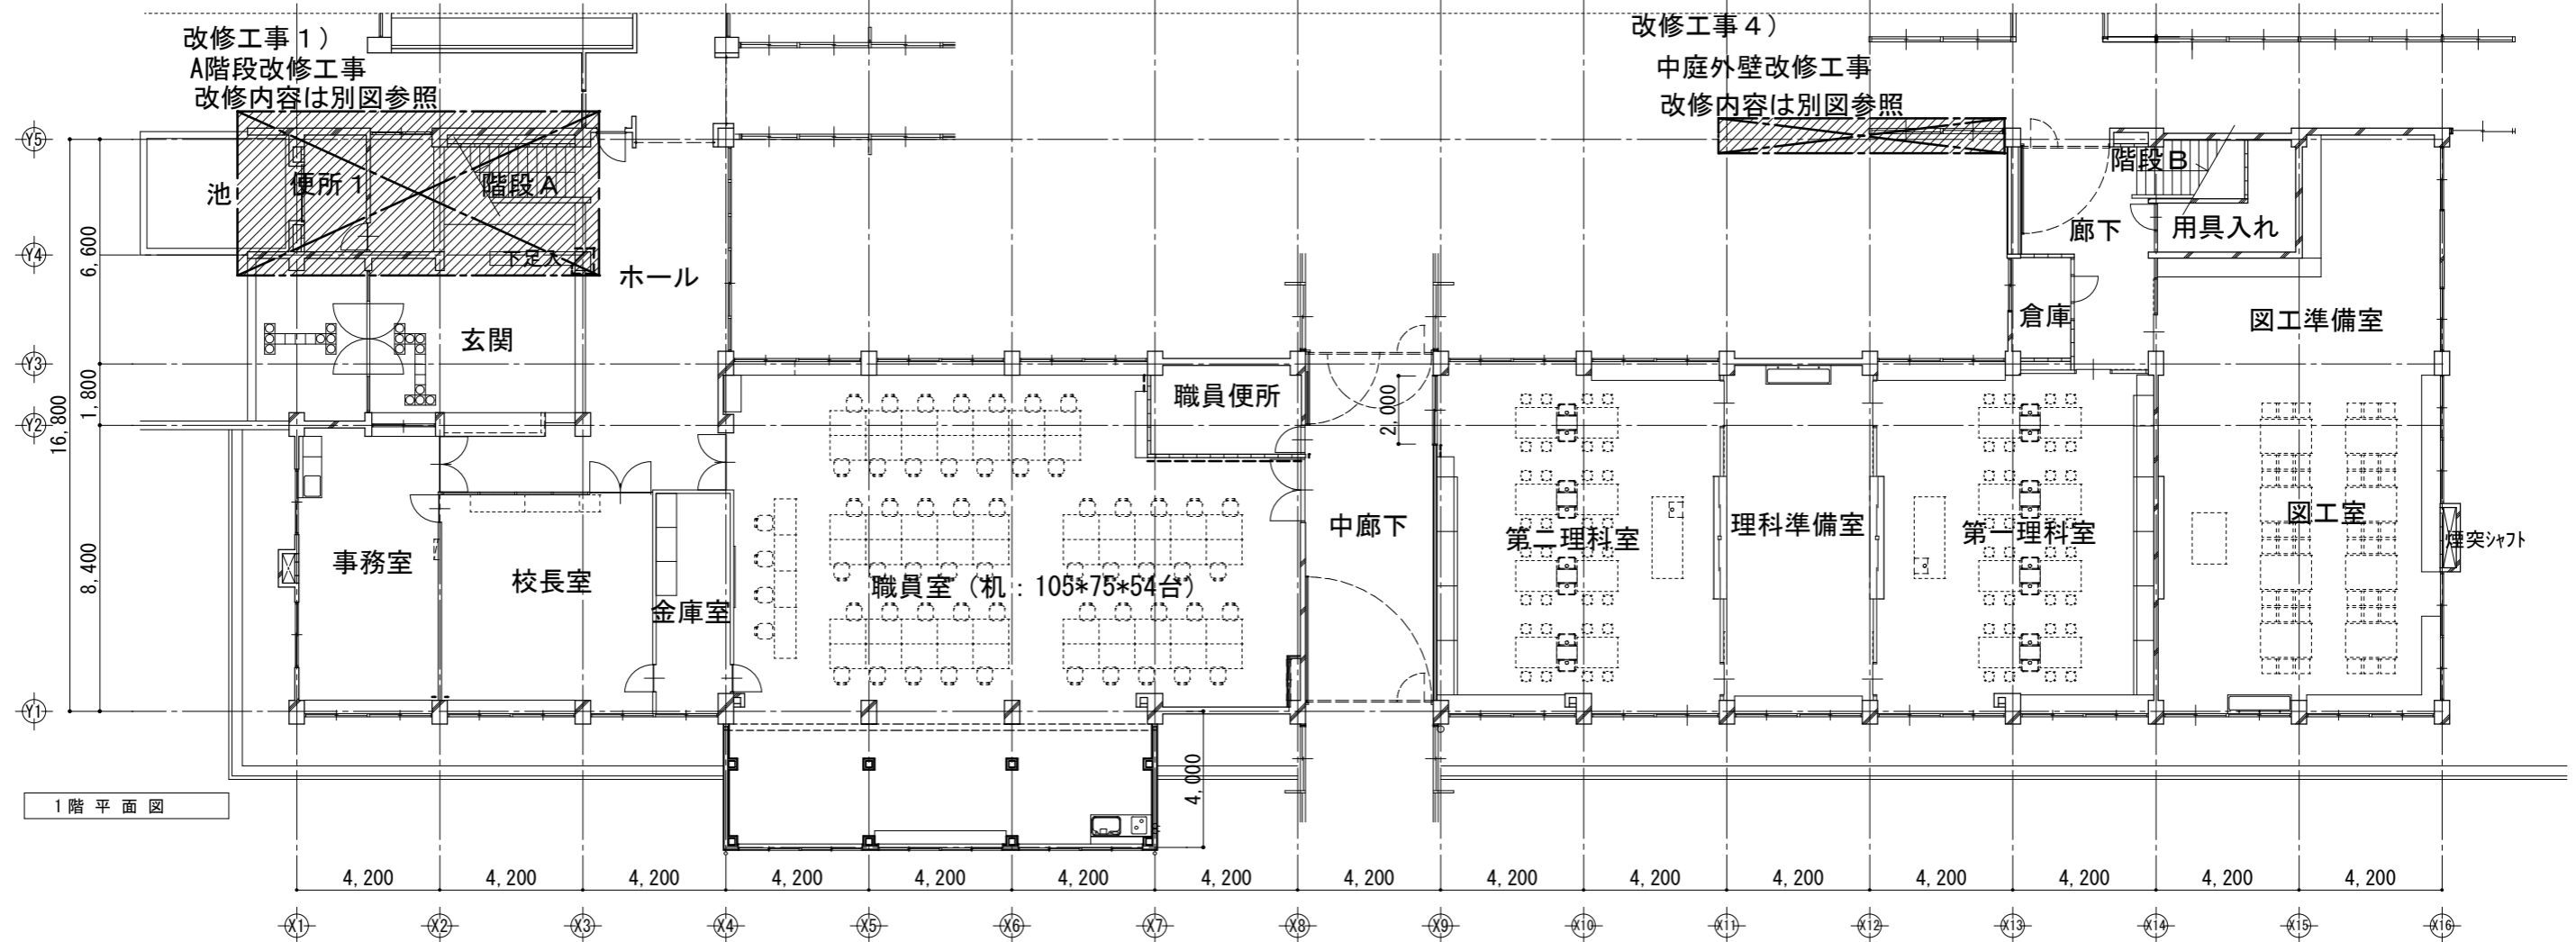 改修工事１）
A階段改修工事
改修内容は別図参照
改修工事４）
中庭外壁改修工事
改修内容は別図参照
Y5
池
便所１
階段Ａ
階段Ｂ
廊下
用具入れ
Y4
6,600
下足入
ホール
玄関
倉庫
図工準備室
Y3
1,800
16,800
職員便所
2,000
Y2
8,400
事務室
校長室
金庫室
職員室（机：105*75*54台）
中廊下
第二理科室
理科準備室
第一理科室
図工室
煙突シャフト
Y1
4,000
1階平面図
4,200 4,200 4,200 4,200 4,200 4,200 4,200 4,200 4,200 4,200 4,200 4,200 4,200 4,200 4,200
X1 X2 X3 X4 X5 X6 X7 X8 X9 X10 X11 X12 X13 X14 X15 X16